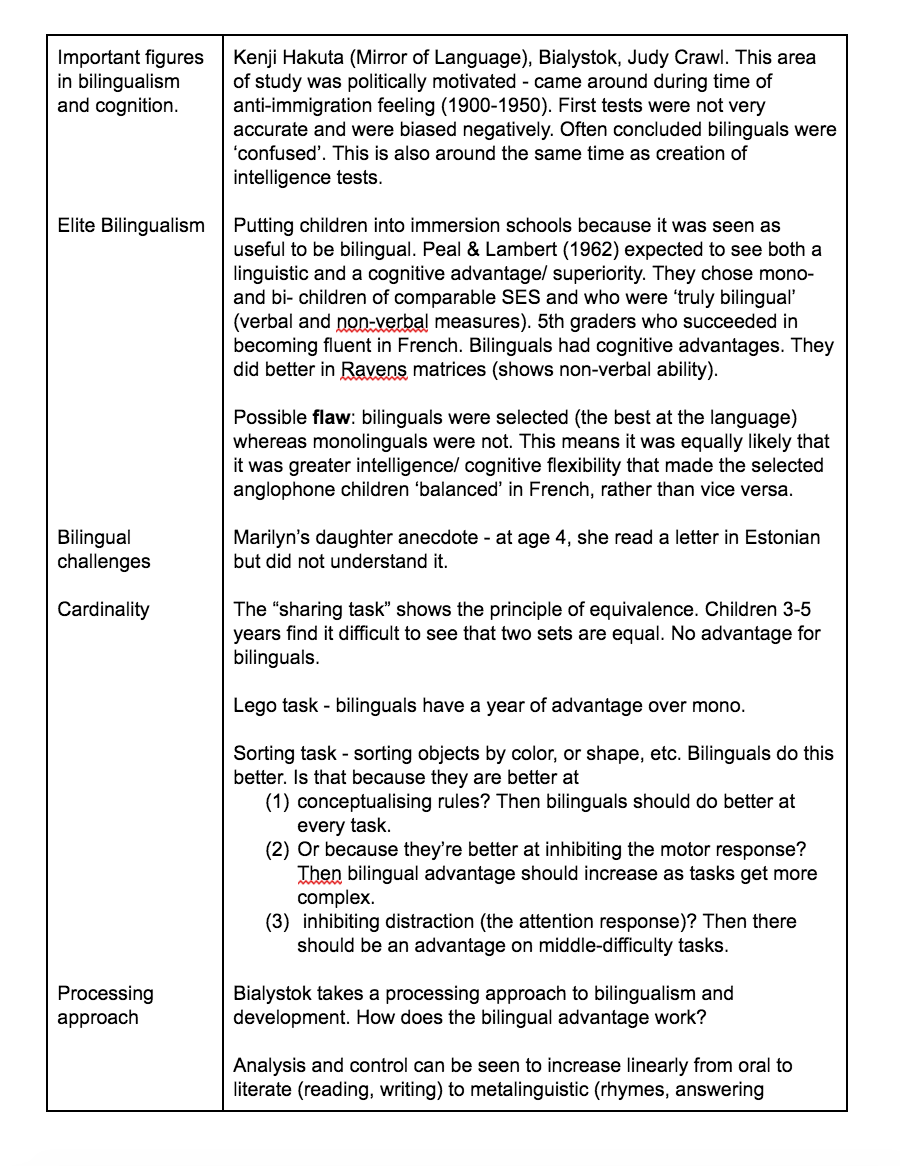 Important figures
in bilingualism
and cognition.
Kenji Hakuta (Mirror of Language), Bialystok, Judy Crawl. This area
of study was politically motivated - came around during time of
anti-immigration feeling (1900-1950). First tests were not very
accurate and were biased negatively. Often concluded bilinguals were
‘confused’. This is also around the same time as creation of
intelligence tests.
Elite Bilingualism
Putting children into immersion schools because it was seen as
useful to be bilingual. Peal & Lambert (1962) expected to see both a
linguistic and a cognitive advantage/ superiority. They chose mono-
and bi- children of comparable SES and who were ‘truly bilingual’
(verbal and non-verbal measures). 5th graders who succeeded in
becoming fluent in French. Bilinguals had cognitive advantages. They
did better in Ravens matrices (shows non-verbal ability).
Possible flaw: bilinguals were selected (the best at the language)
whereas monolinguals were not. This means it was equally likely that
it was greater intelligence/ cognitive flexibility that made the selected
anglophone children ‘balanced’ in French, rather than vice versa.
Bilingual
challenges
Marilyn’s daughter anecdote - at age 4, she read a letter in Estonian
but did not understand it.
Cardinality
The “sharing task” shows the principle of equivalence. Children 3-5
years find it difficult to see that two sets are equal. No advantage for
bilinguals.
Lego task - bilinguals have a year of advantage over mono.
Sorting task - sorting objects by color, or shape, etc. Bilinguals do this
better. Is that because they are better at
(1) conceptualising rules? Then bilinguals should do better at
every task.
(2) Or because they’re better at inhibiting the motor response?
Then bilingual advantage should increase as tasks get more
complex.
(3) inhibiting distraction (the attention response)? Then there
should be an advantage on middle-difficulty tasks.
Processing
approach
Bialystok takes a processing approach to bilingualism and
development. How does the bilingual advantage work?
Analysis and control can be seen to increase linearly from oral to
literate (reading, writing) to metalinguistic (rhymes, answering